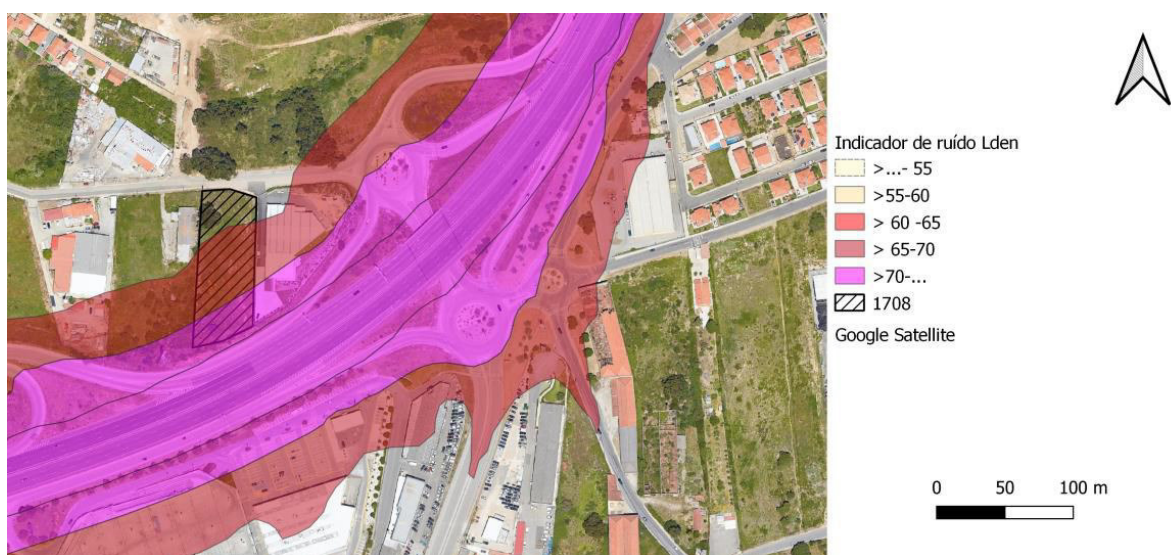 Indicador de ruído Lden
>...- 55
>55-60
> 60 -65
> 65-70
>70-...
1708
Google Satellite
0 50 100 m